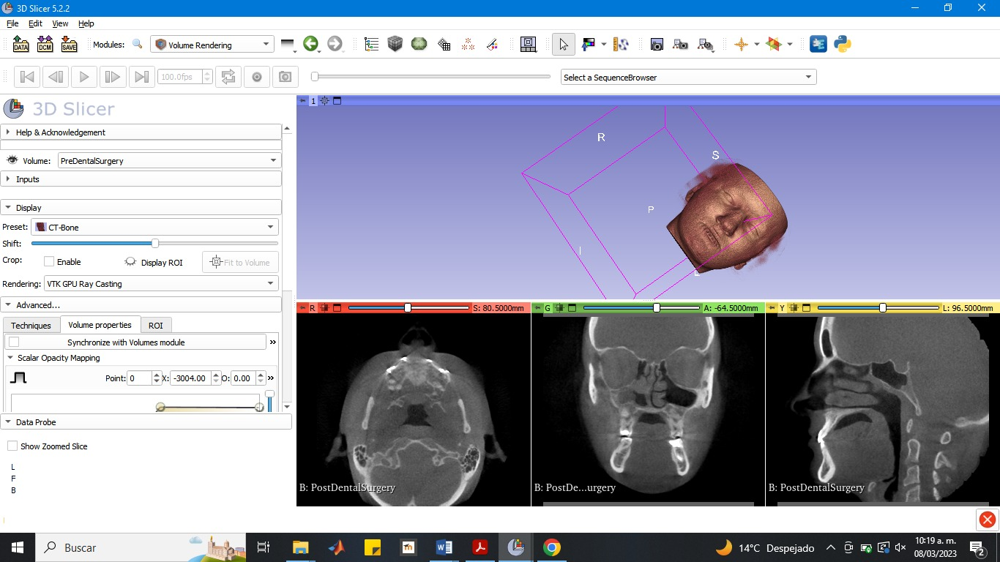 3D Slicer 5.2.2
File Edit View Help
DATA DCM SAVE Modules: Volume Rendering
100.0fps Select a SequenceBrowser
3D Slicer
1
Help & Acknowledgement
R
Volume: PreDentalSurgery
S
Inputs
Display
P
Preset: CT-Bone
Shift:
I
Crop: Enable Display ROI Fit to Volume
L
Rendering: VTK GPU Ray Casting
Advanced...
R S: 80.5000mm G A: -64.5000mm Y L: 96.5000mm
Techniques Volume properties ROI
Synchronize with Volumes module »
Scalar Opacity Mapping
Point: 0 X: -3004.00 O: 0.00 »
Data Probe
Show Zoomed Slice
L
F
B
B: PostDentalSurgery B: PostDe...urgery B: PostDentalSurgery
Buscar
14°C Despejado
10:19 a. m.
08/03/2023
2